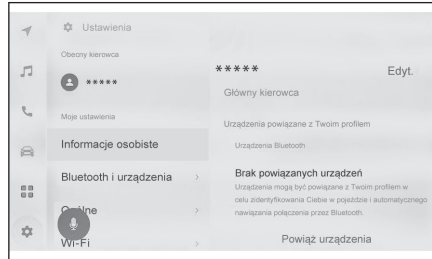 Ustawienia
Obecny kierowca
*****
Moje ustawienia
Informacje osobiste
Bluetooth i urządzenia
Ogólne
Wi-Fi
*****
Edyt.
Główny kierowca
Urządzenia powiązane z Twoim profilem
Urządzenia Bluetooth
Brak powiązanych urządzeń
Urządzenia mogą być powiązane z Twoim profilem w
celu zidentyfikowania Ciebie w pojeździe i automatycznego
nawiązania połączenia przez Bluetooth.
Powiąż urządzenia